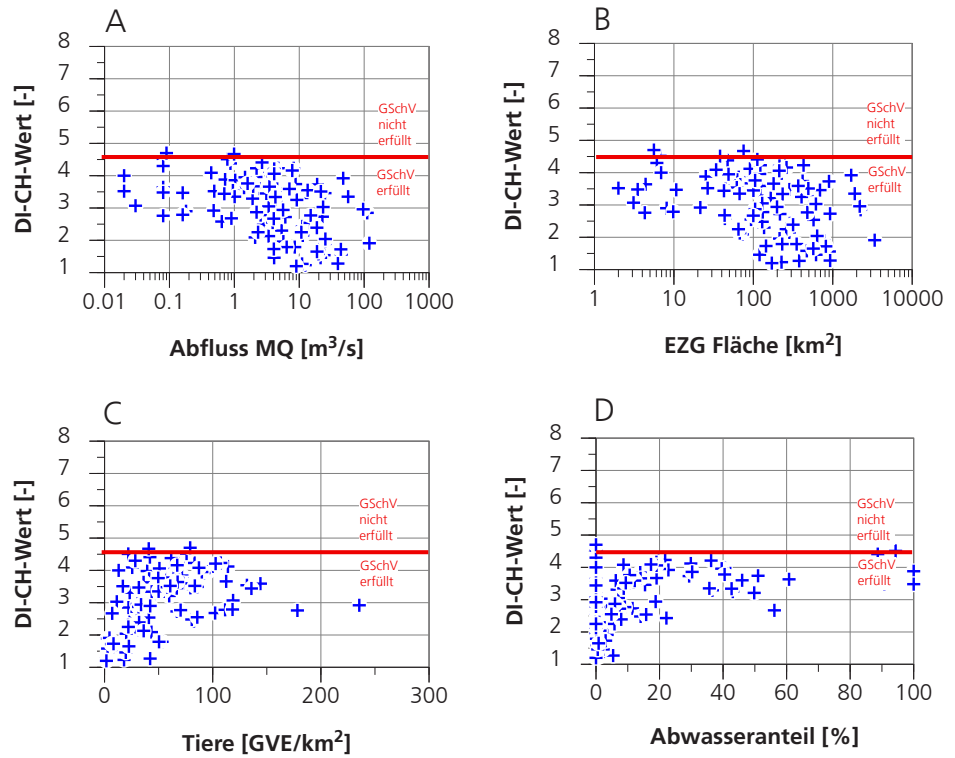 A
8
7
6
5
4
3
2
1
DI-CH-Wert [-]
GSchV
nicht
erfüllt
GSchV
erfüllt
0.01 0.1 1 10 100 1000
Abfluss MQ [m³/s]
B
8
7
6
5
4
3
2
1
DI-CH-Wert [-]
GSchV
nicht
erfüllt
GSchV
erfüllt
1 10 100 1000 10000
EZG Fläche [km²]
C
8
7
6
5
4
3
2
1
DI-CH-Wert [-]
GSchV
nicht
erfüllt
GSchV
erfüllt
0 100 200 300
Tiere [GVE/km²]
D
8
7
6
5
4
3
2
1
DI-CH-Wert [-]
GSchV
nicht
erfüllt
GSchV
erfüllt
0 20 40 60 80 100
Abwasseranteil [%]